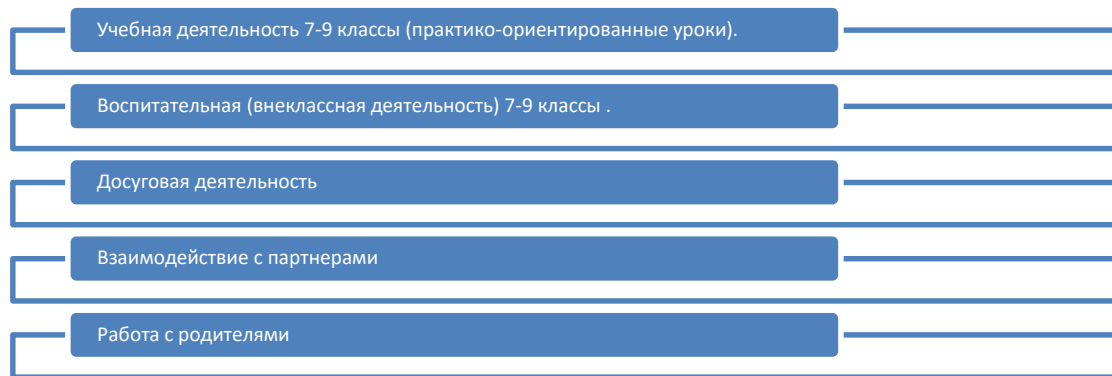 Учебная деятельность 7-9 классы (практико-ориентированные уроки).
Воспитательная (внеклассная деятельность) 7-9 классы .
Досуговая деятельность
Взаимодействие с партнерами
Работа с родителями